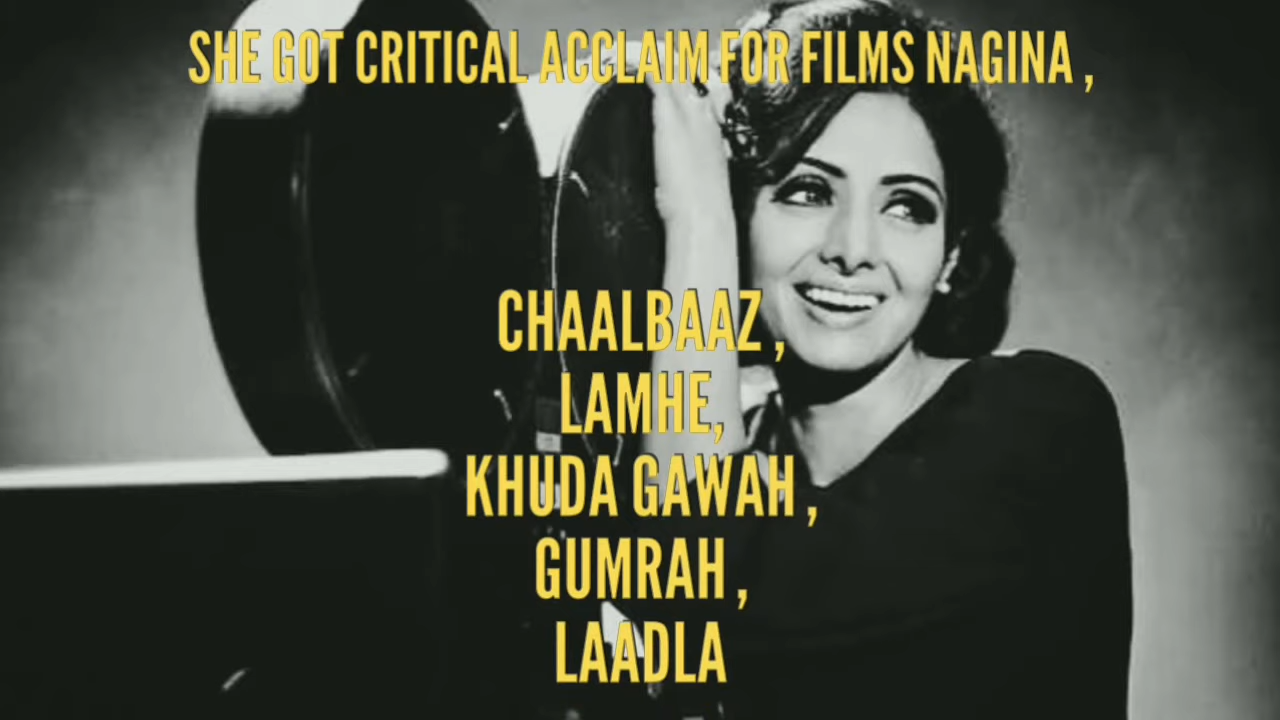 SHE GOT CRITICAL ACCLAIM FOR FILMS NAGINA ,
CHAALBAAZ ,
LAMHE,
KHUDA GAWAH ,
GUMRAH ,
LAADLA